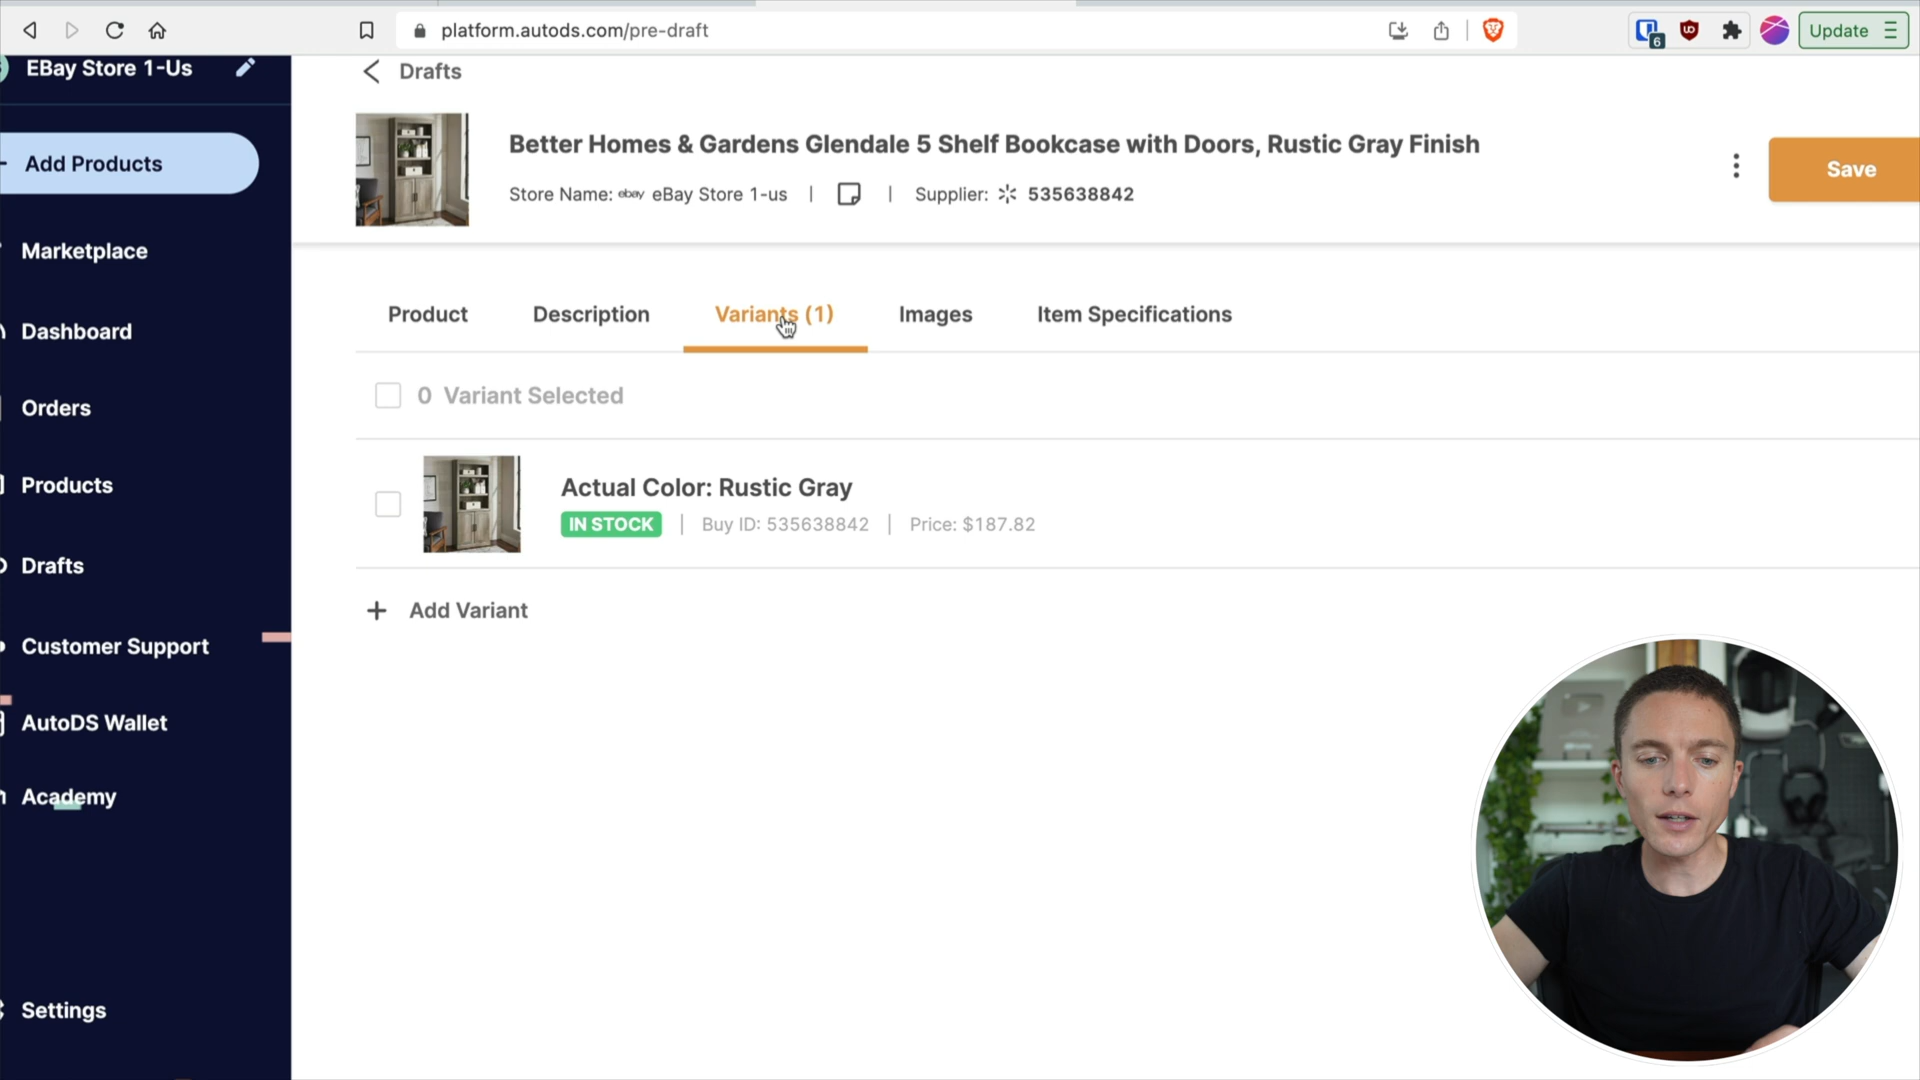 platform.autods.com/pre-draft
6
Update
EBay Store 1-Us
Add Products
Marketplace
Dashboard
Orders
Products
Drafts
Customer Support
AutoDS Wallet
Academy
Settings
Drafts
Better Homes & Gardens Glendale 5 Shelf Bookcase with Doors, Rustic Gray Finish
Store Name: ebay eBay Store 1-us | | Supplier: 535638842
Save
Product Description Variants (1) Images Item Specifications
0 Variant Selected
Actual Color: Rustic Gray
IN STOCK | Buy ID: 535638842 | Price: $187.82
+ Add Variant